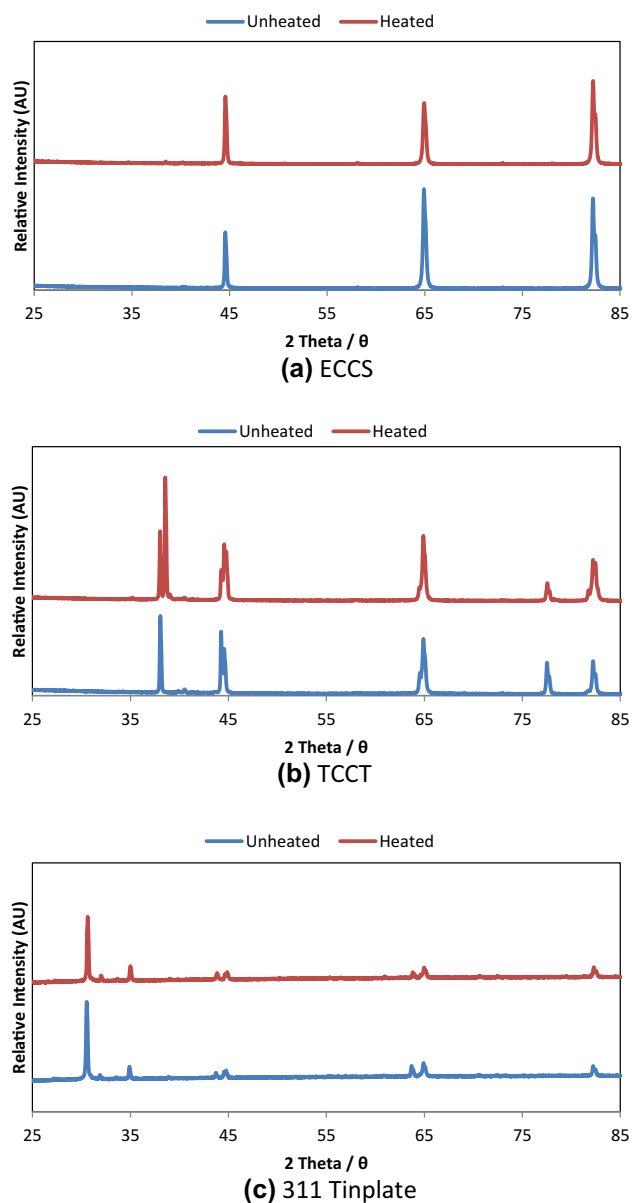 Unheated Heated
Relative Intensity (AU)
25 35 45 55 65 75 85
2 Theta / θ
(a) ECCS
Unheated Heated
Relative Intensity (AU)
25 35 45 55 65 75 85
2 Theta / θ
(b) TCCT
Unheated Heated
Relative Intensity (AU)
25 35 45 55 65 75 85
2 Theta / θ
(c) 311 Tinplate